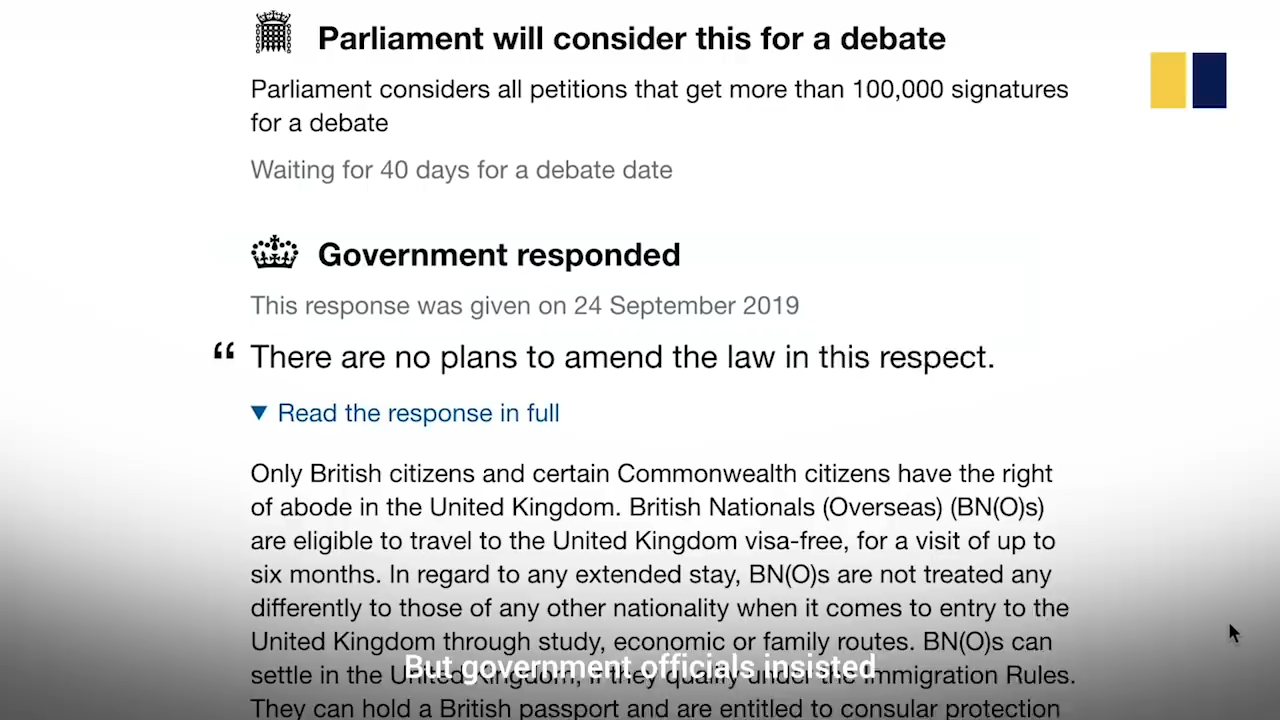 Parliament will consider this for a debate
Parliament considers all petitions that get more than 100,000 signatures
for a debate
Waiting for 40 days for a debate date
Government responded
This response was given on 24 September 2019
“ There are no plans to amend the law in this respect.
▼ Read the response in full
Only British citizens and certain Commonwealth citizens have the right
of abode in the United Kingdom. British Nationals (Overseas) (BN(O)s)
are eligible to travel to the United Kingdom visa-free, for a visit of up to
six months. In regard to any extended stay, BN(O)s are not treated any
differently to those of any other nationality when it comes to entry to the
United Kingdom through study, economic or family routes. BN(O)s can
settle in the United Kingdom, if they qualify under the Immigration Rules.
But government officials insisted
They can hold a British passport and are entitled to consular protection